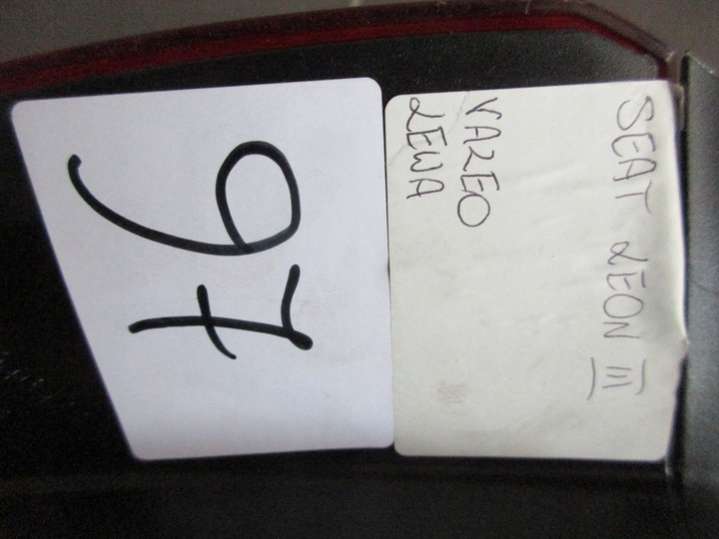 SEAT LEON III
VALEO
LEWA
97